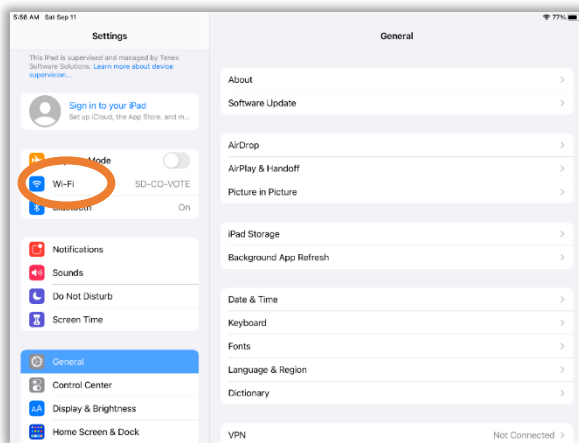 5:56 AM Sat Sep 11
77%
Settings
General
This iPad is supervised and managed by Tenex
Software Solutions. Learn more about device
supervision...
Sign in to your iPad
Set up iCloud, the App Store, and m...
Mode
Wi-Fi
SD-CO-VOTE
Bluetooth
On
Notifications
Sounds
Do Not Disturb
Screen Time
General
Control Center
AA
Display & Brightness
Home Screen & Dock
About
Software Update
AirDrop
AirPlay & Handoff
Picture in Picture
iPad Storage
Background App Refresh
Date & Time
Keyboard
Fonts
Language & Region
Dictionary
VPN
Not Connected